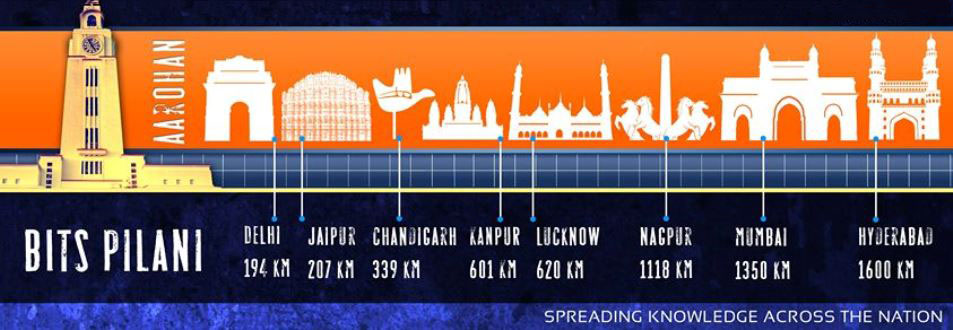 AAROHAN
BITS PILANI
DELHI JAIPUR CHANDIGARH KANPUR LUCKNOW NAGPUR MUMBAI HYDERABAD
194 KM 207 KM 339 KM 601 KM 620 KM 1118 KM 1350 KM 1600 KM
SPREADING KNOWLEDGE ACROSS THE NATION